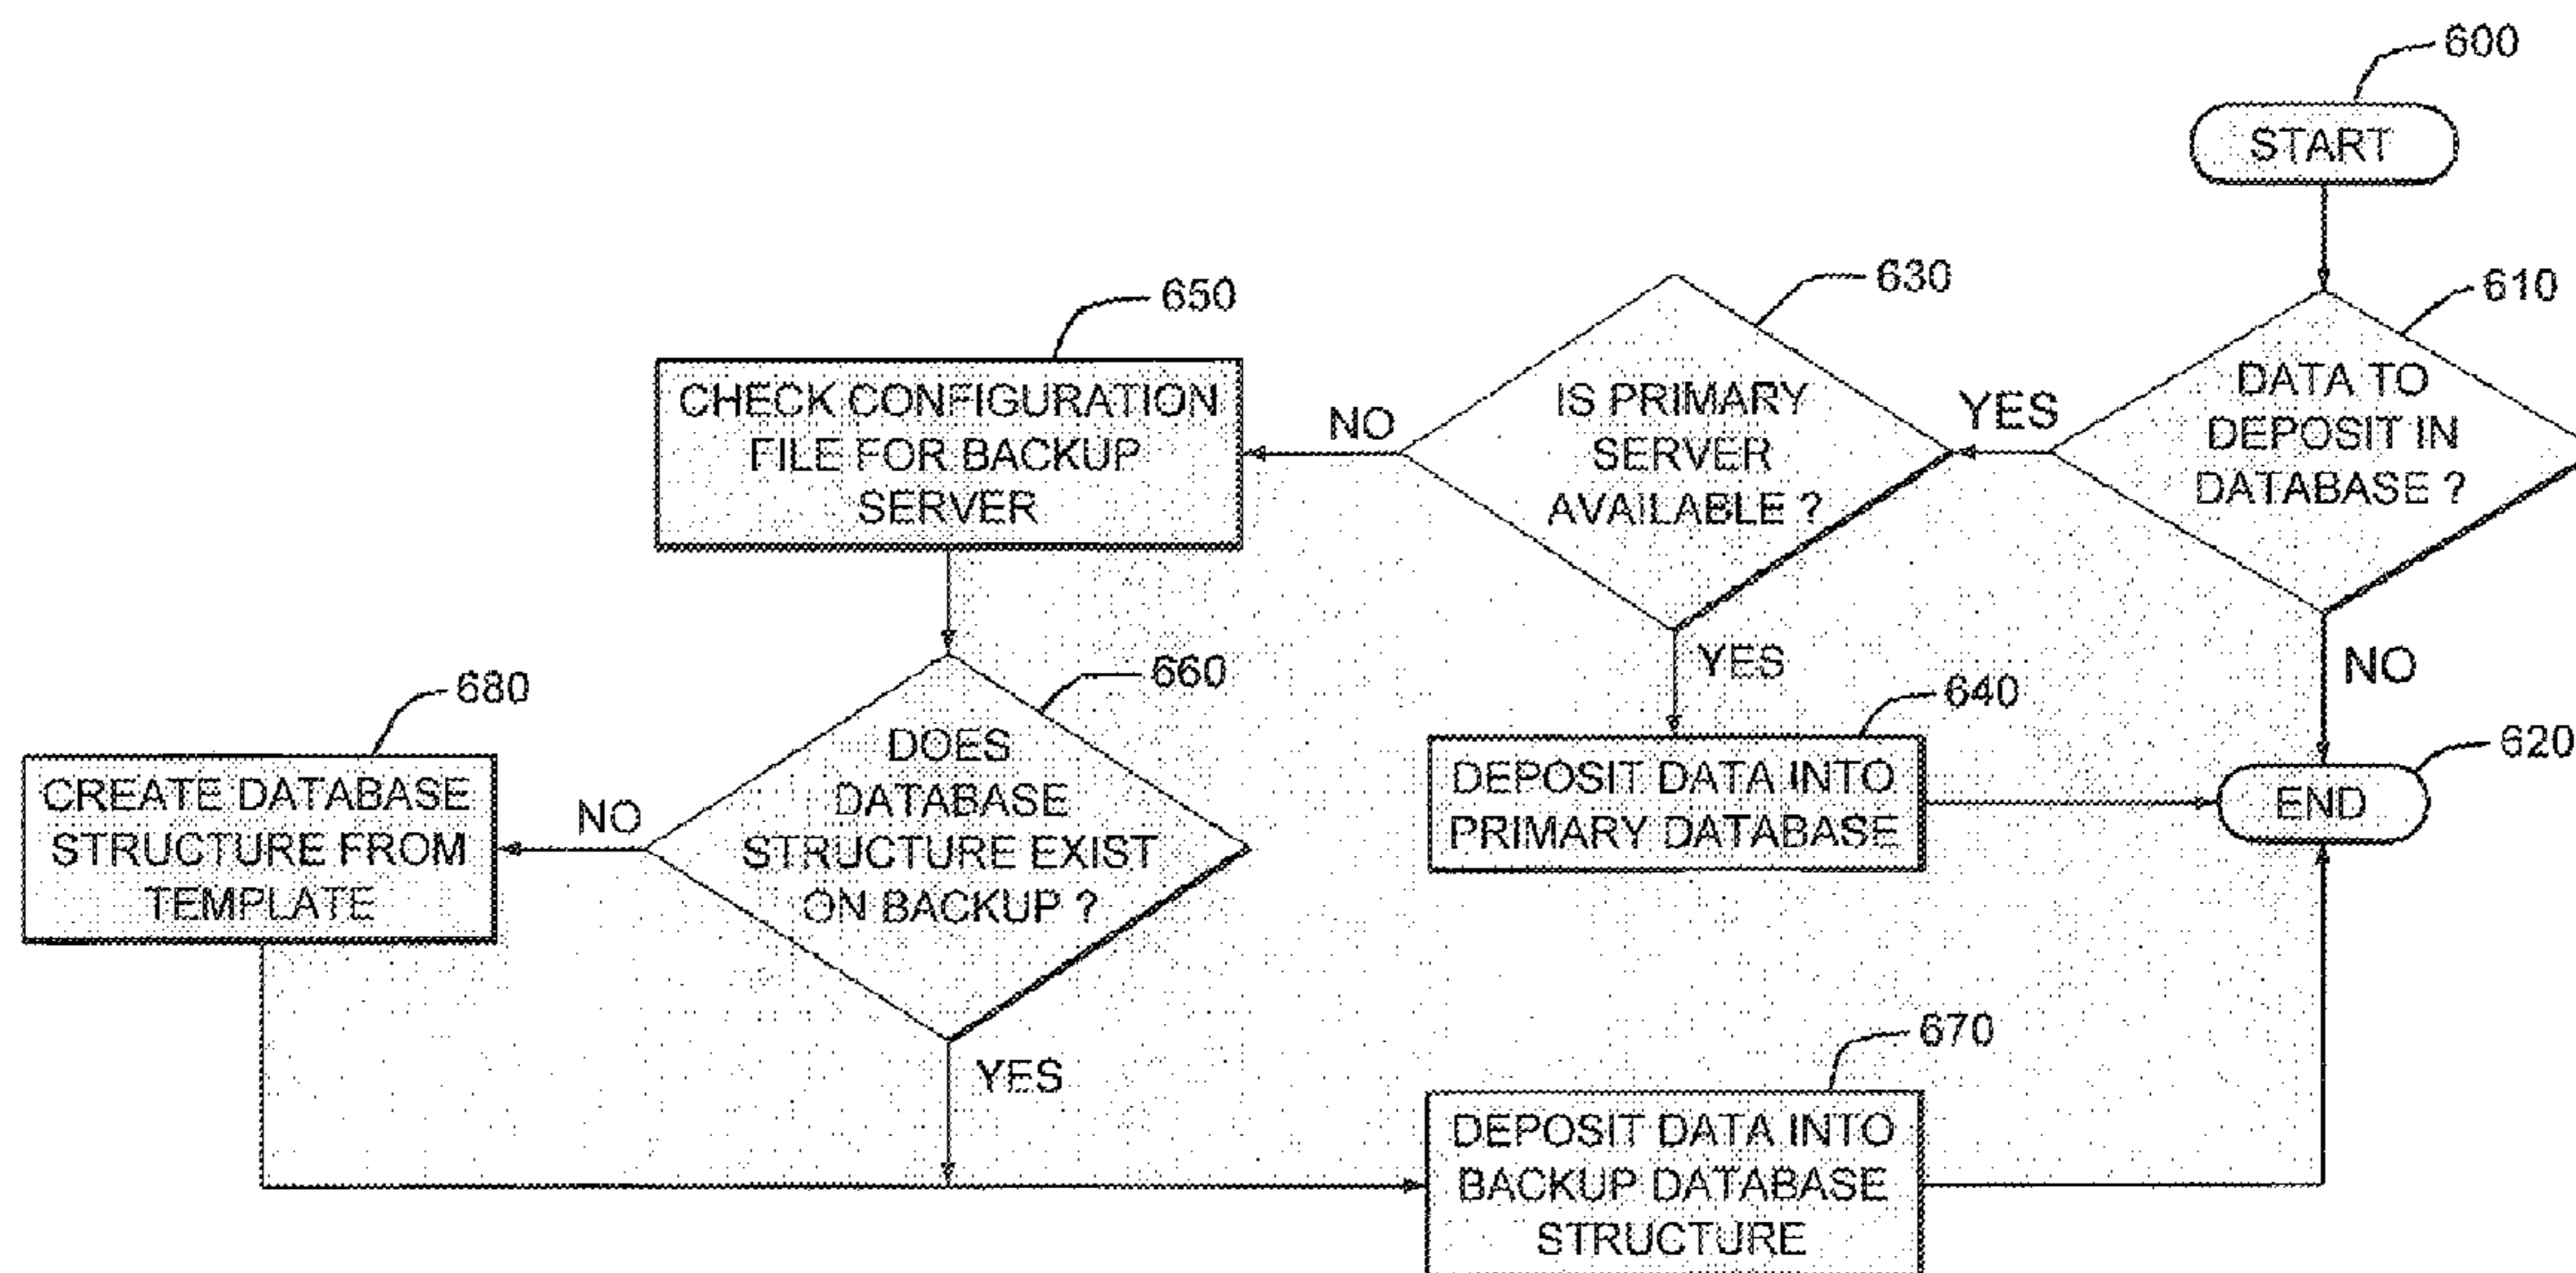 600
START
610
DATA TO
DEPOSIT IN
DATABASE ?
YES
NO
630
IS PRIMARY
SERVER
AVAILABLE ?
NO
YES
650
CHECK CONFIGURATION
FILE FOR BACKUP
SERVER
660
DOES
DATABASE
STRUCTURE EXIST
ON BACKUP ?
NO
YES
680
CREATE DATABASE
STRUCTURE FROM
TEMPLATE
640
DEPOSIT DATA INTO
PRIMARY DATABASE
620
END
670
DEPOSIT DATA INTO
BACKUP DATABASE
STRUCTURE